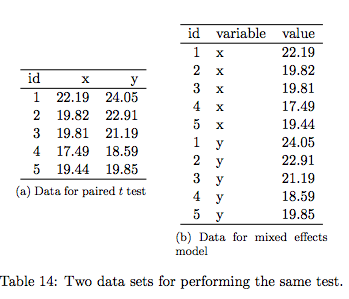 id x y
1 22.19 24.05
2 19.82 22.91
3 19.81 21.19
4 17.49 18.59
5 19.44 19.85
(a) Data for paired t test
id variable value
1 x 22.19
2 x 19.82
3 x 19.81
4 x 17.49
5 x 19.44
1 y 24.05
2 y 22.91
3 y 21.19
4 y 18.59
5 y 19.85
(b) Data for mixed effects
model
Table 14: Two data sets for performing the same test.